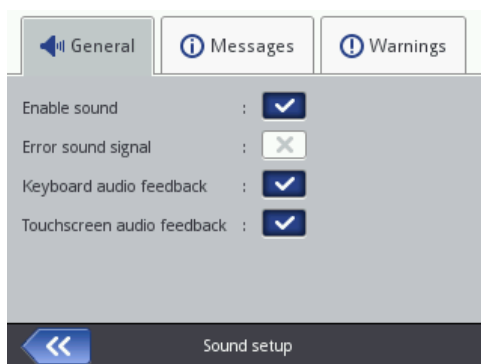 General
Messages
Warnings
Enable sound :
Error sound signal :
Keyboard audio feedback :
Touchscreen audio feedback :
Sound setup